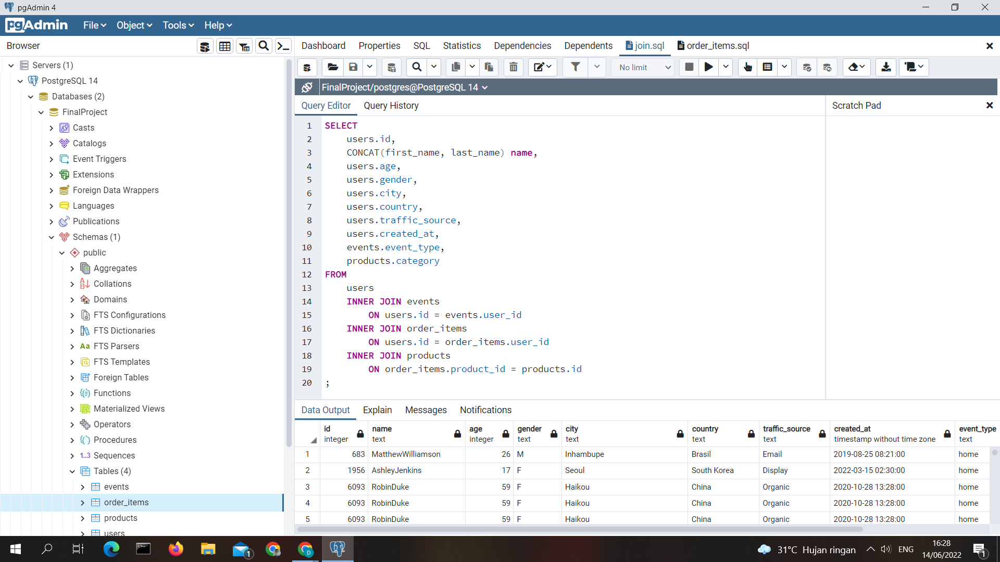 pgAdmin 4
pgAdmin File Object Tools Help
Browser
Dashboard Properties SQL Statistics Dependencies Dependents join.sql order_items.sql
No limit
FinalProject/postgres@PostgreSQL 14
Servers (1)
PostgreSQL 14
Databases (2)
FinalProject
Casts
Catalogs
Event Triggers
Extensions
Foreign Data Wrappers
Languages
Publications
Schemas (1)
public
Aggregates
Collations
Domains
FTS Configurations
FTS Dictionaries
Aa FTS Parsers
FTS Templates
Foreign Tables
Functions
Materialized Views
Operators
Procedures
1..3 Sequences
Tables (4)
events
order_items
products
users
Query Editor Query History
Scratch Pad
1 SELECT
2 users.id,
3 CONCAT(first_name, last_name) name,
4 users.age,
5 users.gender,
6 users.city,
7 users.country,
8 users.traffic_source,
9 users.created_at,
10 events.event_type,
11 products.category
12 FROM
13 users
14 INNER JOIN events
15 ON users.id = events.user_id
16 INNER JOIN order_items
17 ON users.id = order_items.user_id
18 INNER JOIN products
19 ON order_items.product_id = products.id
20 ;
Data Output Explain Messages Notifications
id name age gender city country traffic_source created_at event_type
integer text integer text text text text timestamp without time zone text
1 683 MatthewWilliamson 26 M Inhambupe Brasil Email 2019-08-25 08:21:00 home
2 1956 AshleyJenkins 17 F Seoul South Korea Display 2022-03-15 02:30:00 home
3 6093 RobinDuke 59 F Haikou China Organic 2020-10-28 13:28:00 home
4 6093 RobinDuke 59 F Haikou China Organic 2020-10-28 13:28:00 home
5 6093 RobinDuke 59 F Haikou China Organic 2020-10-28 13:28:00 home
1
D
31°C Hujan ringan
ENG
16:28
14/06/2022
1